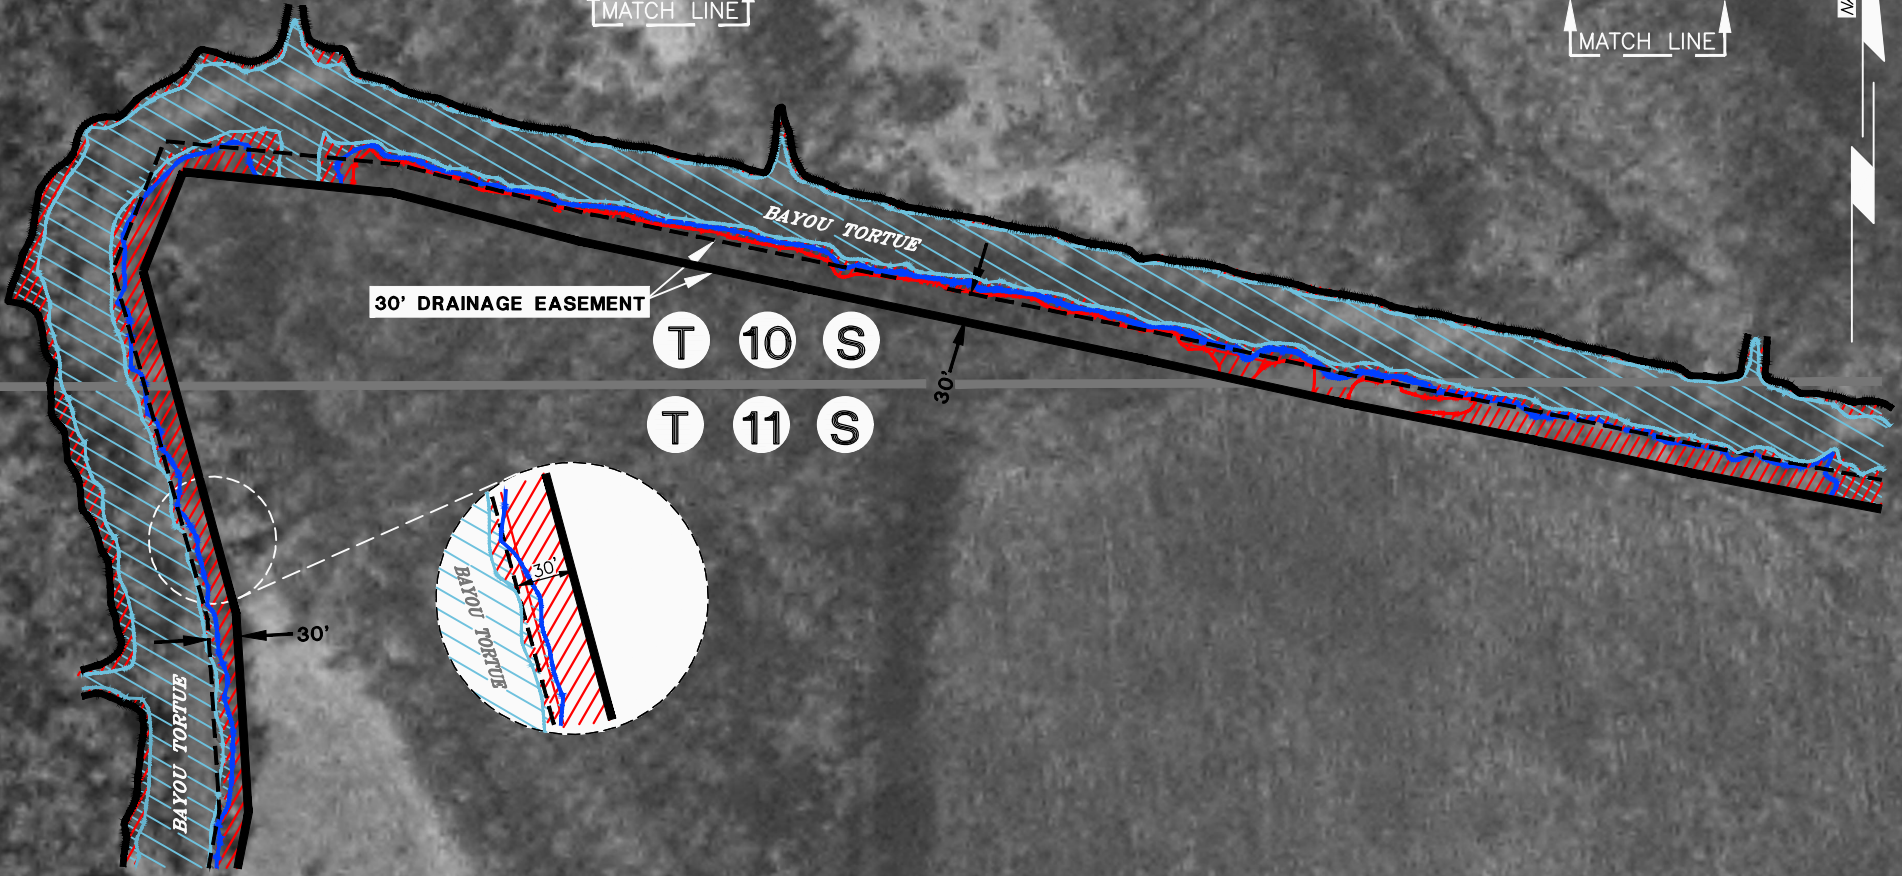 MATCH LINE
MATCH LINE
BAYOU TORTUE
30' DRAINAGE EASEMENT
T 10 S
30'
T 11 S
30'
BAYOU TORTUE
30'
BAYOU TORTUE